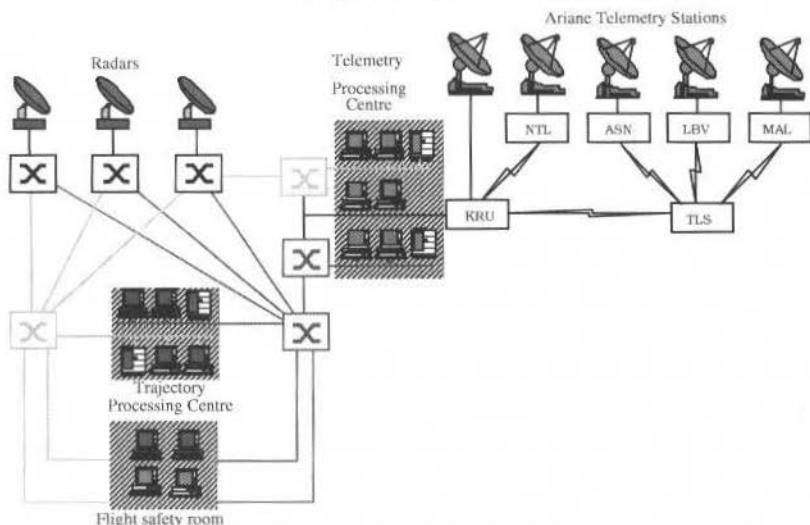 Ariane Telemetry Stations
Radars
Telemetry
Processing Centre
NTL
ASN
LBV
MAL
KRU
TLS
Trajectory
Processing Centre
Flight safety room